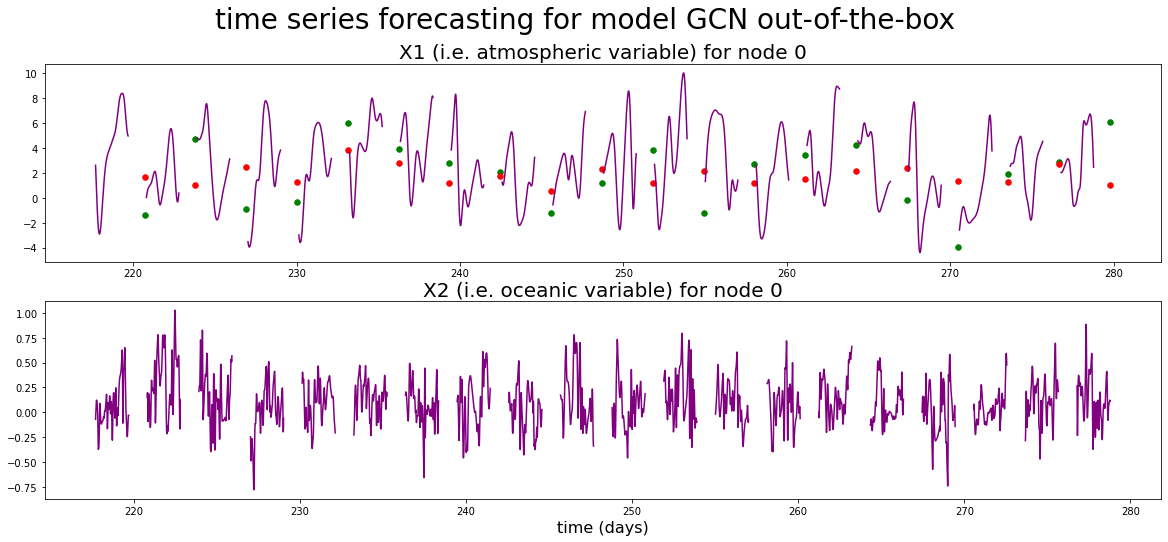 time series forecasting for model GCN out-of-the-box
X1 (i.e. atmospheric variable) for node 0
10
8
6
4
2
0
−2
−4
220 230 240 250 260 270 280
X2 (i.e. oceanic variable) for node 0
1.00
0.75
0.50
0.25
0.00
−0.25
−0.50
−0.75
220 230 240 250 260 270 280
time (days)